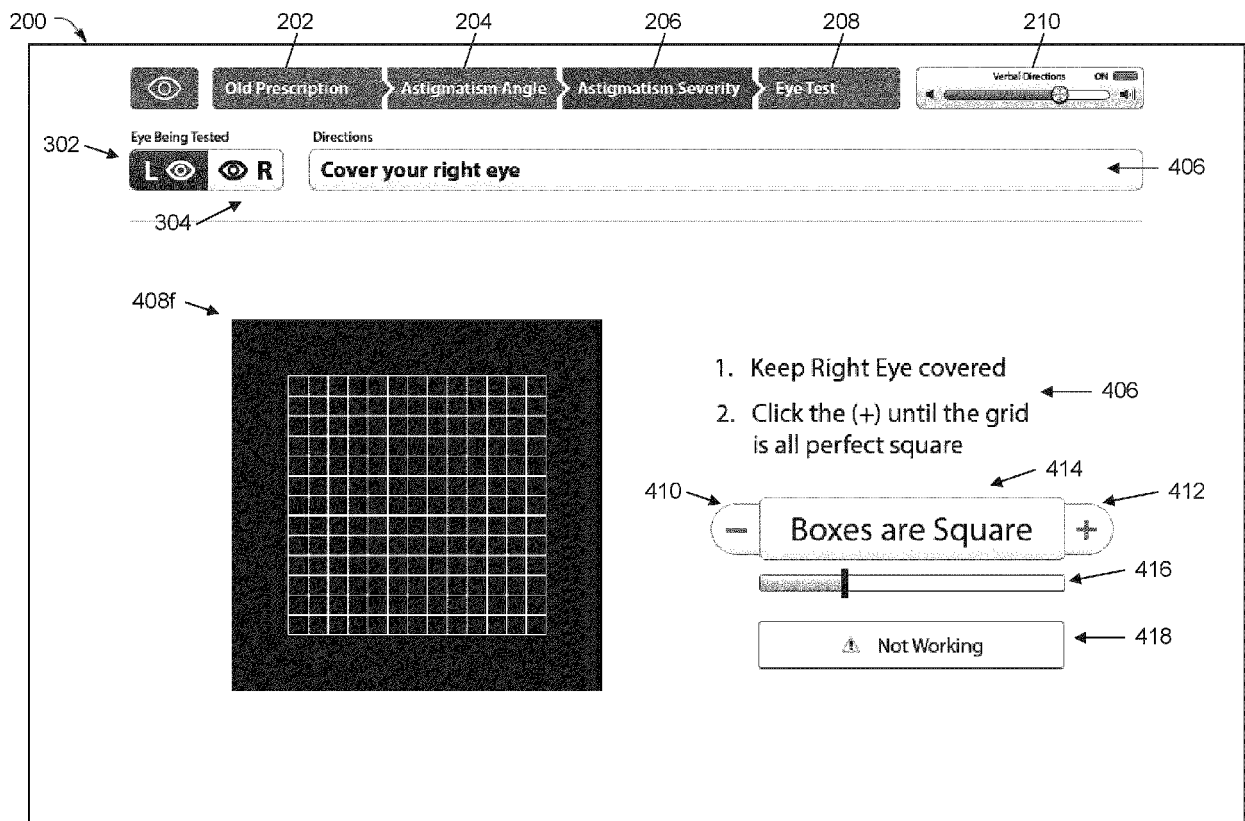 200 202 204 206 208 210
Old Prescription Astigmatism Angle Astigmatism Severity Eye Test
Verbal Directions ON
Eye Being Tested Directions
302 L R Cover your right eye 406
304
408f
1. Keep Right Eye covered
406
2. Click the (+) until the grid
is all perfect square
414
410 412
− Boxes are Square +
416
Not Working 418